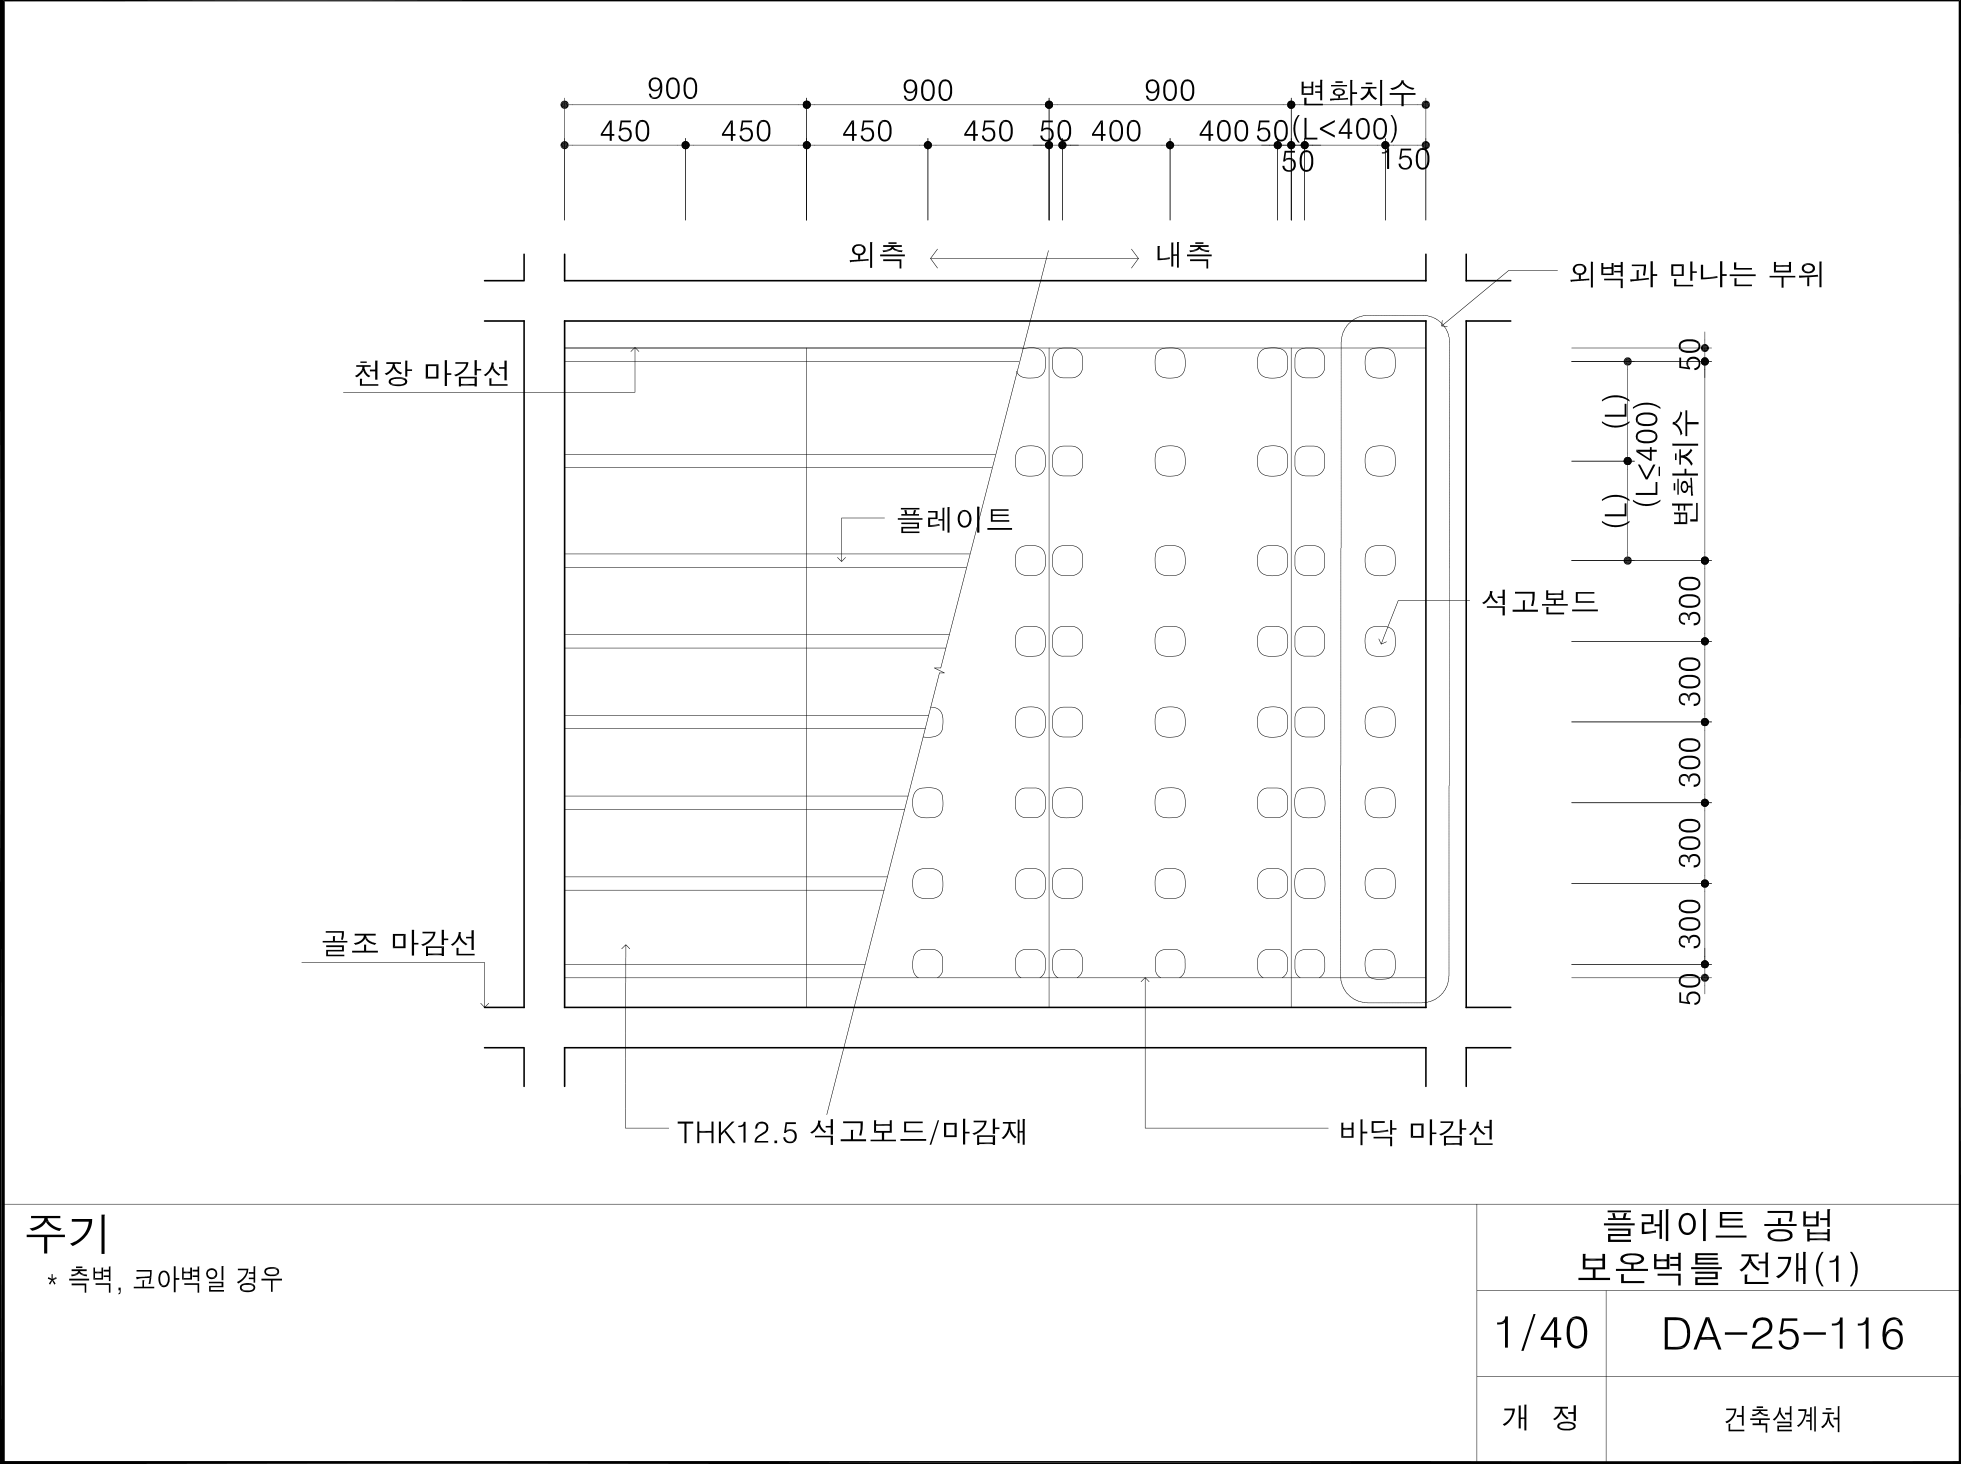 900 900 900 변화치수
450 450 450 450 50 400 400 50 (L<400)
50 150
외측 내측
외벽과 만나는 부위
50
천장 마감선
(L)
(L≤400)
변화치수
(L)
플레이트
300
석고본드
300
300
300
골조 마감선
300
50
THK12.5 석고보드/마감재
바닥 마감선
주기
* 측벽, 코아벽일 경우
플레이트 공법
보온벽틀 전개(1)
1/40 DA-25-116
개 정 건축설계처